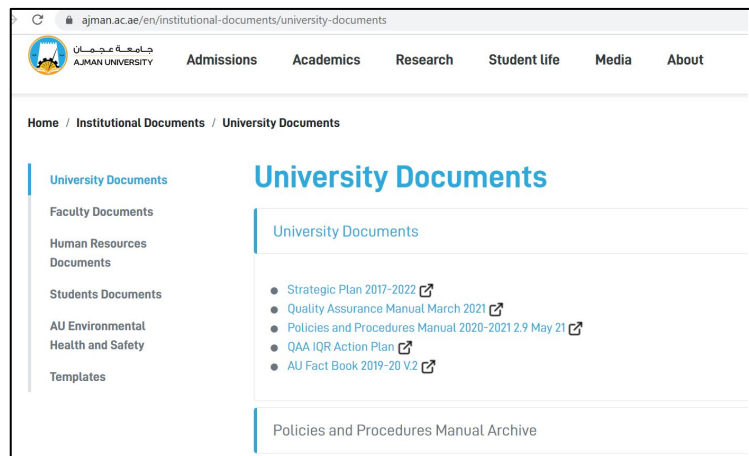 ajman.ac.ae/en/institutional-documents/university-documents
جامعة عجمان
AJMAN UNIVERSITY
Admissions
Academics
Research
Student life
Media
About
Home / Institutional Documents / University Documents
University Documents
Faculty Documents
Human Resources
Documents
Students Documents
AU Environmental
Health and Safety
Templates
University Documents
University Documents
Strategic Plan 2017-2022
Quality Assurance Manual March 2021
Policies and Procedures Manual 2020-2021 2.9 May 21
QAA IQR Action Plan
AU Fact Book 2019-20 V.2
Policies and Procedures Manual Archive